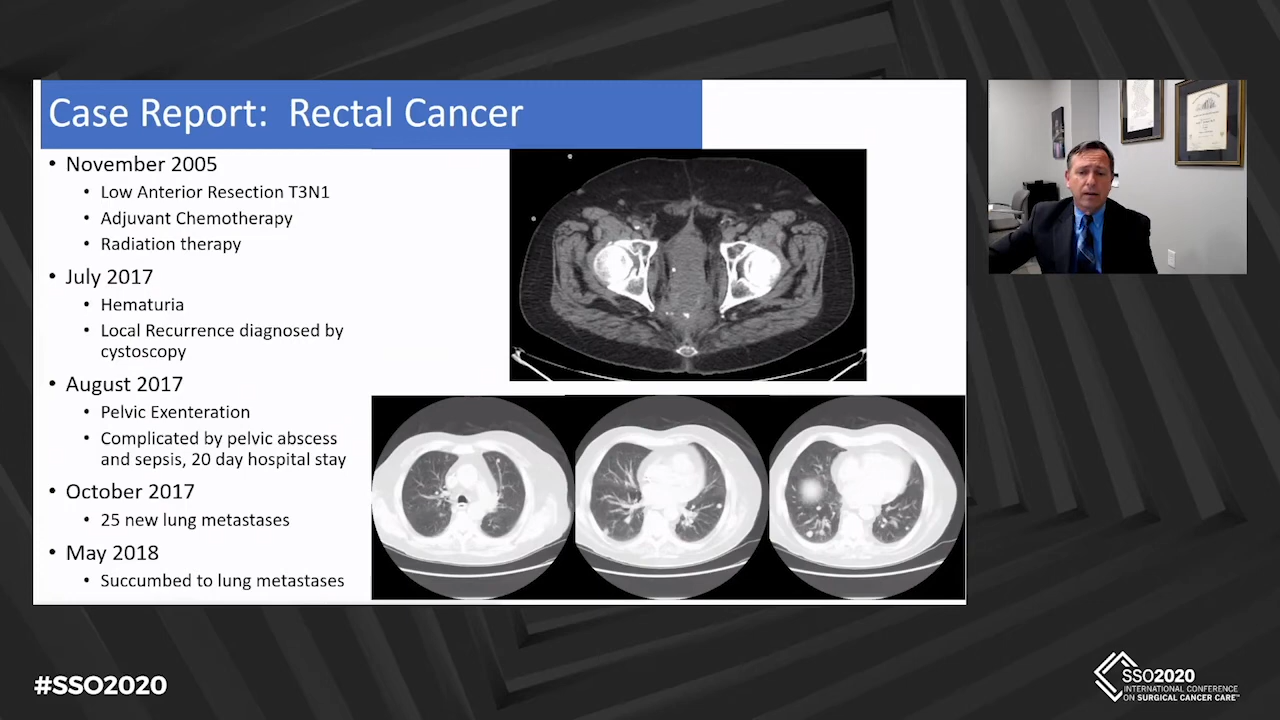 Case Report: Rectal Cancer
• November 2005
• Low Anterior Resection T3N1
• Adjuvant Chemotherapy
• Radiation therapy
• July 2017
• Hematuria
• Local Recurrence diagnosed by
cystoscopy
• August 2017
• Pelvic Exenteration
• Complicated by pelvic abscess
and sepsis, 20 day hospital stay
• October 2017
• 25 new lung metastases
• May 2018
• Succumbed to lung metastases
#SSO2020
SSO2020
INTERNATIONAL CONFERENCE
ON SURGICAL CANCER CARE™